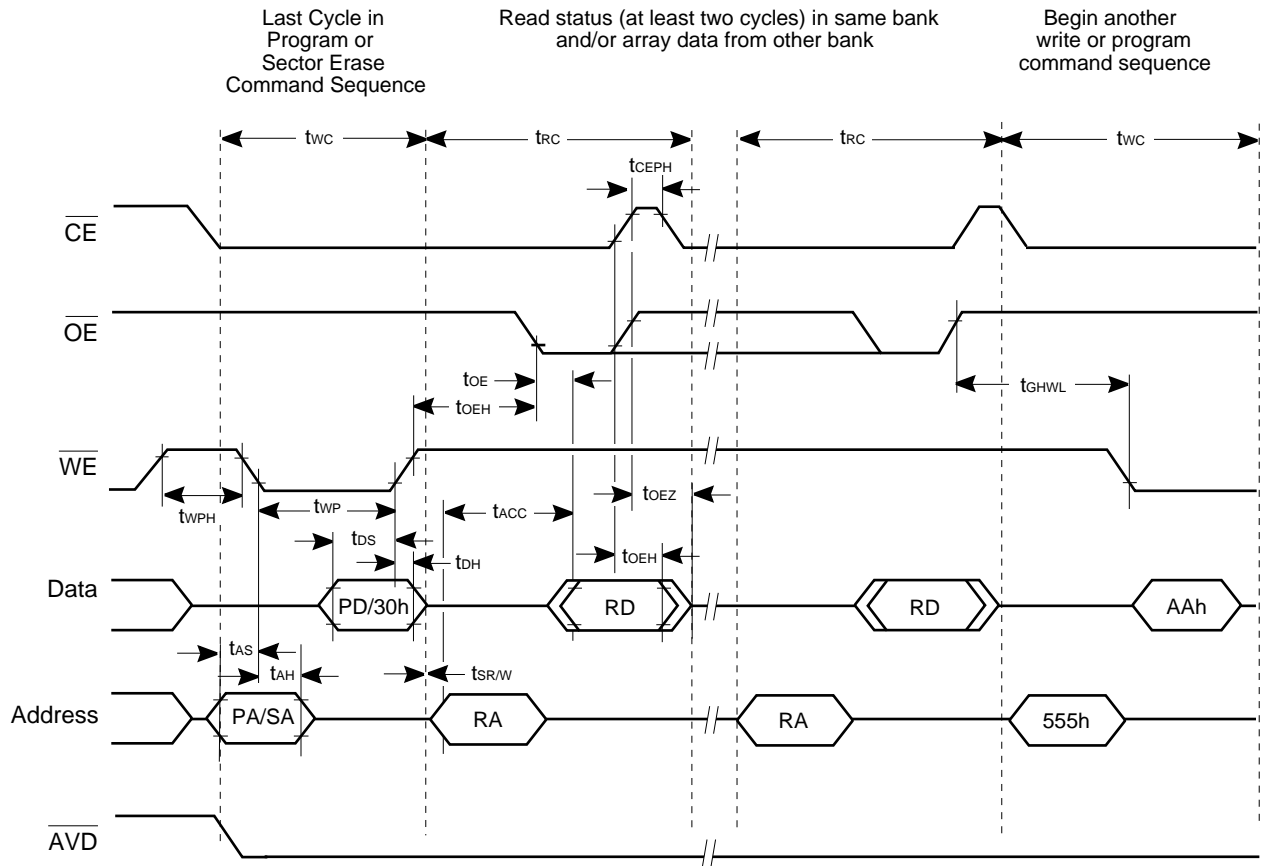 Last Cycle in
Program or
Sector Erase
Command Sequence
Read status (at least two cycles) in same bank
and/or array data from other bank
Begin another
write or program
command sequence
tWC
tRC
tRC
tWC
tCEPH
CE
OE
tOE
tOEH
tGHWL
WE
tWPH
tWP
tACC
tOEZ
tDS
tDH
tOEH
Data
PD/30h
RD
RD
AAh
tAS
tAH
tSR/W
Address
PA/SA
RA
RA
555h
AVD